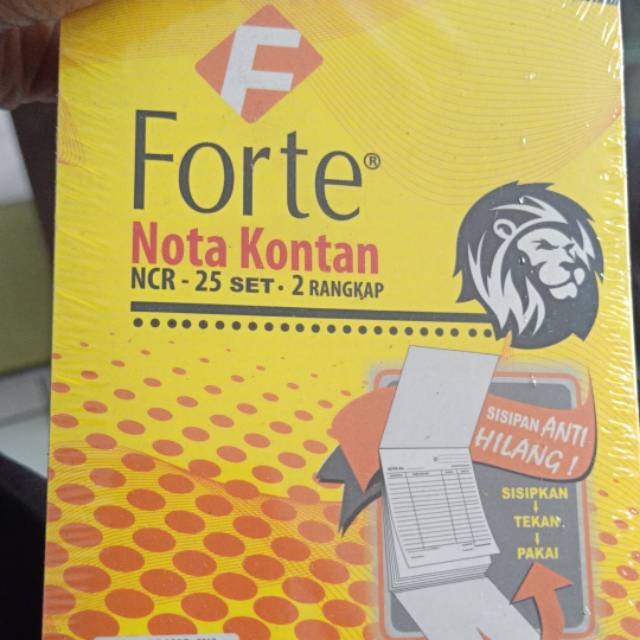 F
Forte®
Nota Kontan
NCR - 25 SET • 2 RANGKAP
SISIPAN ANTI
HILANG !
SISIPKAN
TEKAN
PAKAI